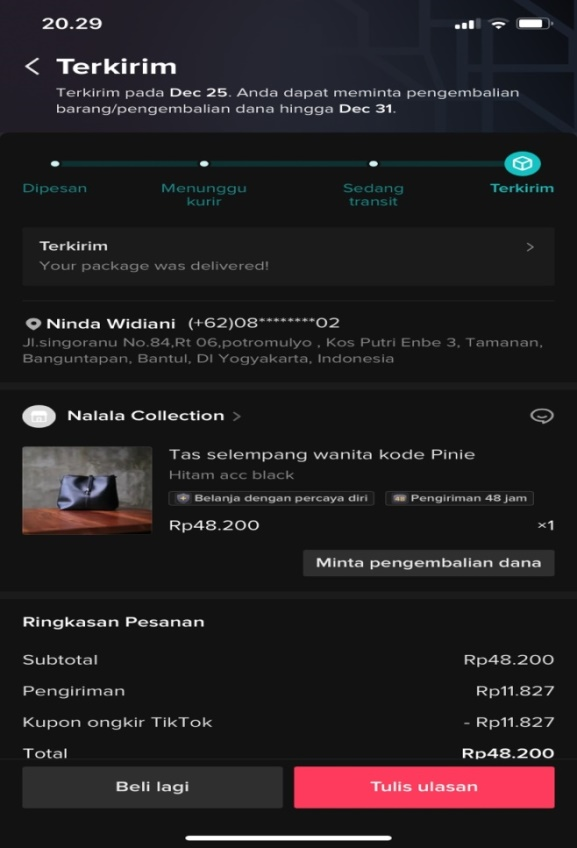 20.29
Terkirim
Terkirim pada Dec 25. Anda dapat meminta pengembalian
barang/pengembalian dana hingga Dec 31.
Dipesan
Menunggu
kurir
Sedang
transit
Terkirim
Terkirim
Your package was delivered!
Ninda Widiani (+62)08********02
Jl.singoranu No.84,Rt 06,potromulyo , Kos Putri Enbe 3, Tamanan,
Banguntapan, Bantul, DI Yogyakarta, Indonesia
Nalala Collection
Tas selempang wanita kode Pinie
Hitam acc black
Belanja dengan percaya diri
Pengiriman 48 jam
Rp48.200 ×1
Minta pengembalian dana
Ringkasan Pesanan
Subtotal Rp48.200
Pengiriman Rp11.827
Kupon ongkir TikTok - Rp11.827
Total Rp48.200
Beli lagi
Tulis ulasan